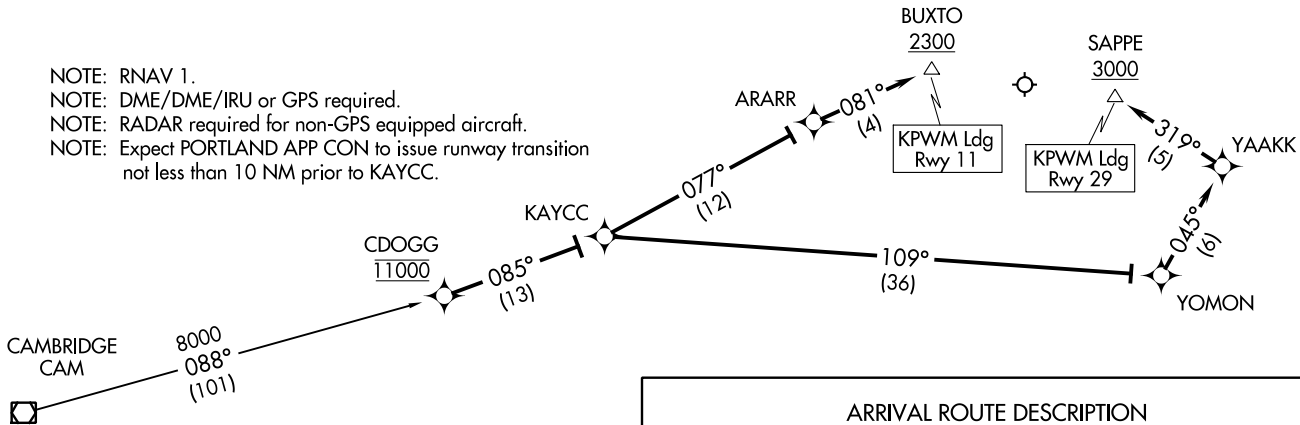 NOTE: RNAV 1.
NOTE: DME/DME/IRU or GPS required.
NOTE: RADAR required for non-GPS equipped aircraft.
NOTE: Expect PORTLAND APP CON to issue runway transition
not less than 10 NM prior to KAYCC.
BUXTO
2300
SAPPE
3000
ARARR
081°
(4)
KPWM Ldg
Rwy 11
KPWM Ldg
Rwy 29
319°
(5)
YAAKK
077°
(12)
KAYCC
045°
(6)
CDOGG
11000
085°
(13)
109°
(36)
YOMON
CAMBRIDGE
CAM
8000
088°
(101)
ARRIVAL ROUTE DESCRIPTION